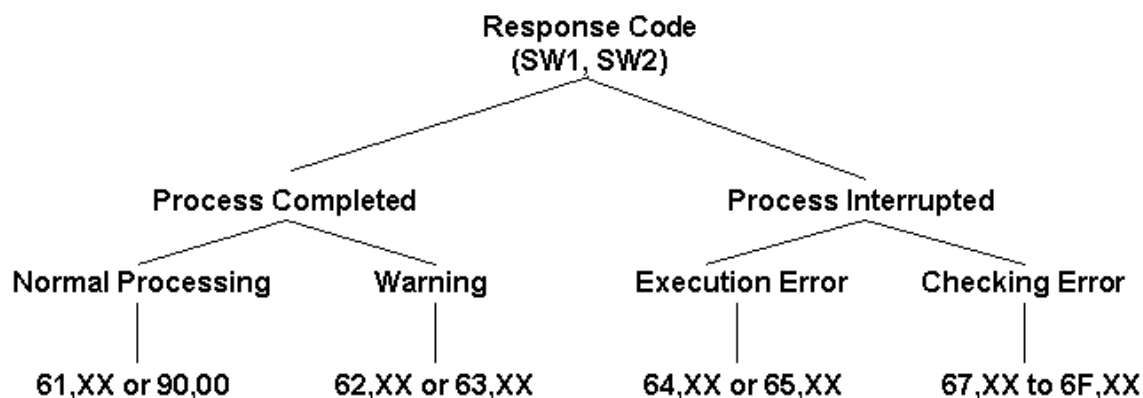 Response Code
(SW1, SW2)
Process Completed
Process Interrupted
Normal Processing
Warning
Execution Error
Checking Error
61,XX or 90,00
62,XX or 63,XX
64,XX or 65,XX
67,XX to 6F,XX